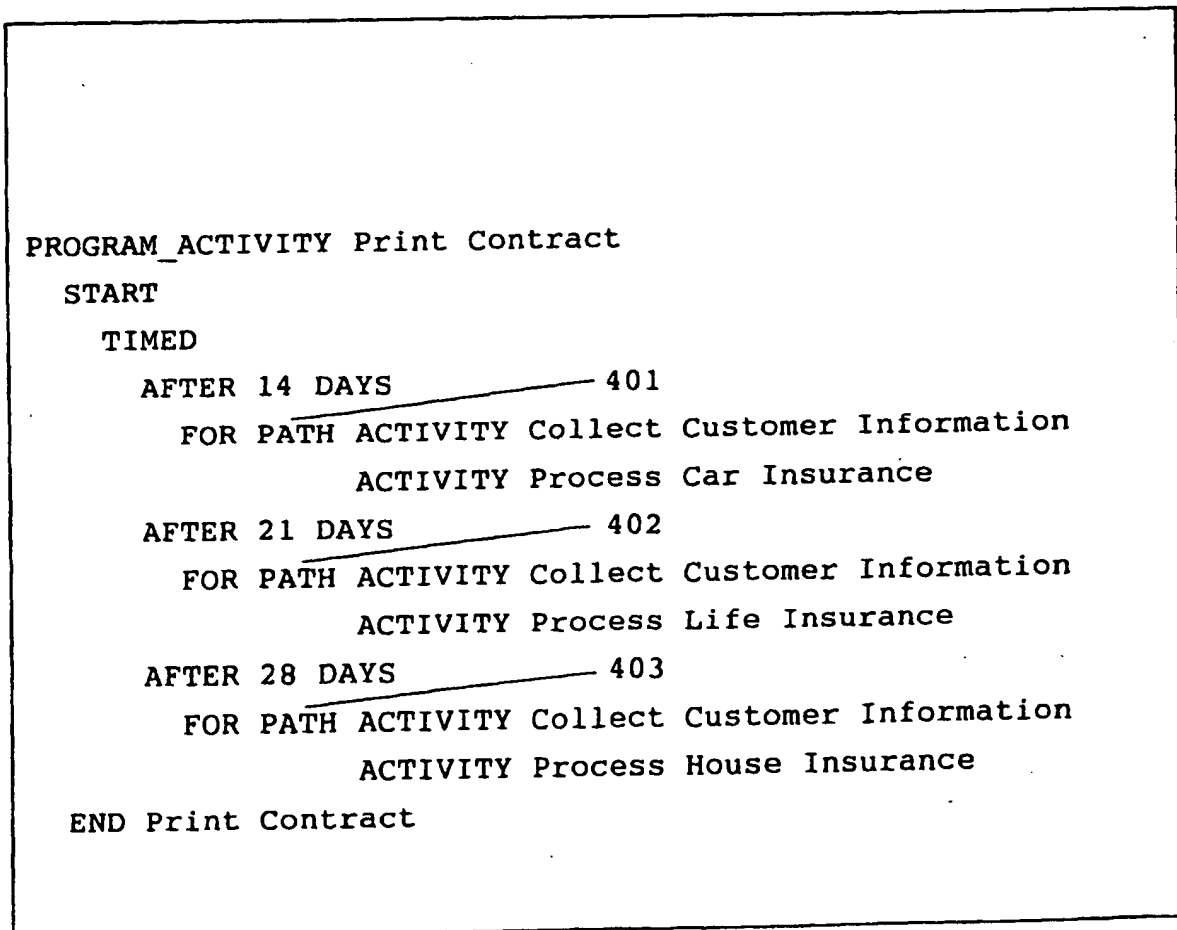 PROGRAM_ACTIVITY Print Contract
START
TIMED
AFTER 14 DAYS 401
FOR PATH ACTIVITY Collect Customer Information
ACTIVITY Process Car Insurance
AFTER 21 DAYS 402
FOR PATH ACTIVITY Collect Customer Information
ACTIVITY Process Life Insurance
AFTER 28 DAYS 403
FOR PATH ACTIVITY Collect Customer Information
ACTIVITY Process House Insurance
END Print Contract